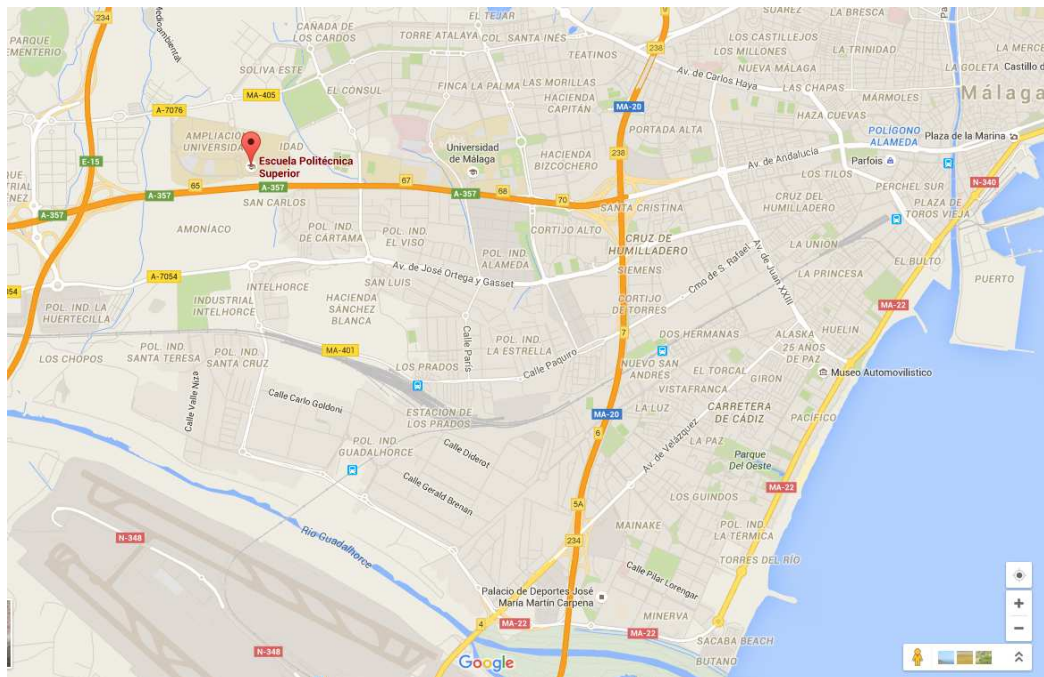 234
Medioambiental
PARQUE
CEMENTERIO
CAÑADA DE
LOS CARDOS
EL TEJAR
TORRE ATALAYA
COL. SANTA INÉS
SUÁREZ
LA BRESCA
LOS CASTILLEJOS
LOS MILLONES
LA TRINIDAD
LA MERCE
LA GOLETA
Castillo d
238
TEATINOS
SOLIVA ESTE
MA-405
EL CONSUL
FINCA LA PALMA
LAS MORILLAS
HACIENDA
CAPITÁN
Av. de Carlos Haya
NUEVA MÁLAGA
LAS CHAPAS
MÁRMOLES
Málaga
A-7076
MA-20
HAZA CUEVAS
AMPLIACIÓN
UNIVERSIDAD
Escuela Politécnica
Superior
Universidad
de Málaga
PORTADA ALTA
238
HACIENDA
BIZCOCHERO
POLÍGONO
ALAMEDA
Plaza de la Marina
Av. de Andalucía
Parfois
LOS TILOS
E-15
TRIAL
A-357
65
A-357
67
68
70
A-357
SAN CARLOS
SANTA CRISTINA
CRUZ DEL
HUMILLADERO
PERCHEL SUR
N-340
PLAZA DE
TOROS VIEJA
AMONÍACO
POL. IND.
DE CÁRTAMA
POL. IND.
EL VISO
CORTIJO ALTO
CRUZ DE
HUMILLADERO
POL. IND.
ALAMEDA
LA UNIÓN
EL BULTO
PUERTO
A-7054
Av. de José Ortega y Gasset
SIEMENS
Cmo de S. Rafael
Av. de Juan XXIII
LA PRINCESA
054
POL. IND. LA
HUERTECILLA
INTELHORCE
INDUSTRIAL
INTELHORCE
SAN LUIS
HACIENDA
SÁNCHEZ
BLANCA
CORTIJO
DE TORRES
MA-22
7
DOS HERMANAS
ALASKA
HUELIN
25 AÑOS
DE PAZ
LOS CHOPOS
POL. IND.
SANTA TERESA
POL. IND.
SANTA CRUZ
MA-401
Calle París
POL. IND.
LA ESTRELLA
LOS PRADOS
Calle Paquiro
NUEVO SAN
ANDRÉS
EL TORCAL
GIRON
Museo Automovilistico
Calle Valle Niza
Calle Carlo Goldoni
VISTAFRANCA
ESTACION DE
LOS PRADOS
MA-20
LA LUZ
CARRETERA
DE CÁDIZ
PACÍFICO
6
POL. IND.
GUADALHORCE
Calle Diderot
Av. de Velázquez
LA PAZ
Parque
Del Oeste
Calle Gerald Brenan
MA-22
5A
LOS GUINDOS
N-348
Río Guadalhorce
MAINAKE
POL. IND.
LA TERMICA
234
TORRES DEL RÍO
Calle Pilar Lorengar
Palacio de Deportes José
María Martín Carpena
MINERVA
4
MA-22
MA-22
SACABA BEACH
BUTANO
N-348
Google